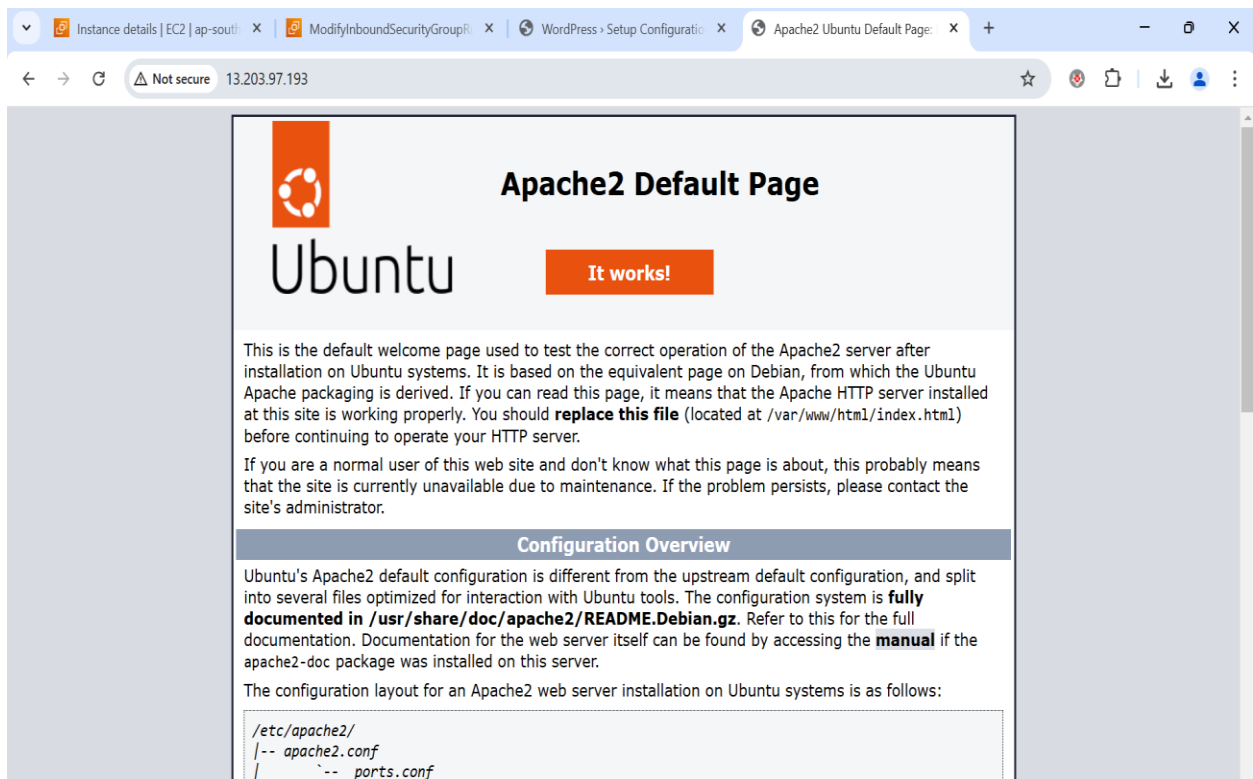 Instance details | EC2 | ap-south
ModifyInboundSecurityGroupR
WordPress › Setup Configuratio
Apache2 Ubuntu Default Page:
Not secure
13.203.97.193
Apache2 Default Page
Ubuntu
It works!
This is the default welcome page used to test the correct operation of the Apache2 server after
installation on Ubuntu systems. It is based on the equivalent page on Debian, from which the Ubuntu
Apache packaging is derived. If you can read this page, it means that the Apache HTTP server installed
at this site is working properly. You should replace this file (located at /var/www/html/index.html)
before continuing to operate your HTTP server.
If you are a normal user of this web site and don't know what this page is about, this probably means
that the site is currently unavailable due to maintenance. If the problem persists, please contact the
site's administrator.
Configuration Overview
Ubuntu's Apache2 default configuration is different from the upstream default configuration, and split
into several files optimized for interaction with Ubuntu tools. The configuration system is fully
documented in /usr/share/doc/apache2/README.Debian.gz. Refer to this for the full
documentation. Documentation for the web server itself can be found by accessing the manual if the
apache2-doc package was installed on this server.
The configuration layout for an Apache2 web server installation on Ubuntu systems is as follows:
/etc/apache2/
|-- apache2.conf
|       `--  ports.conf